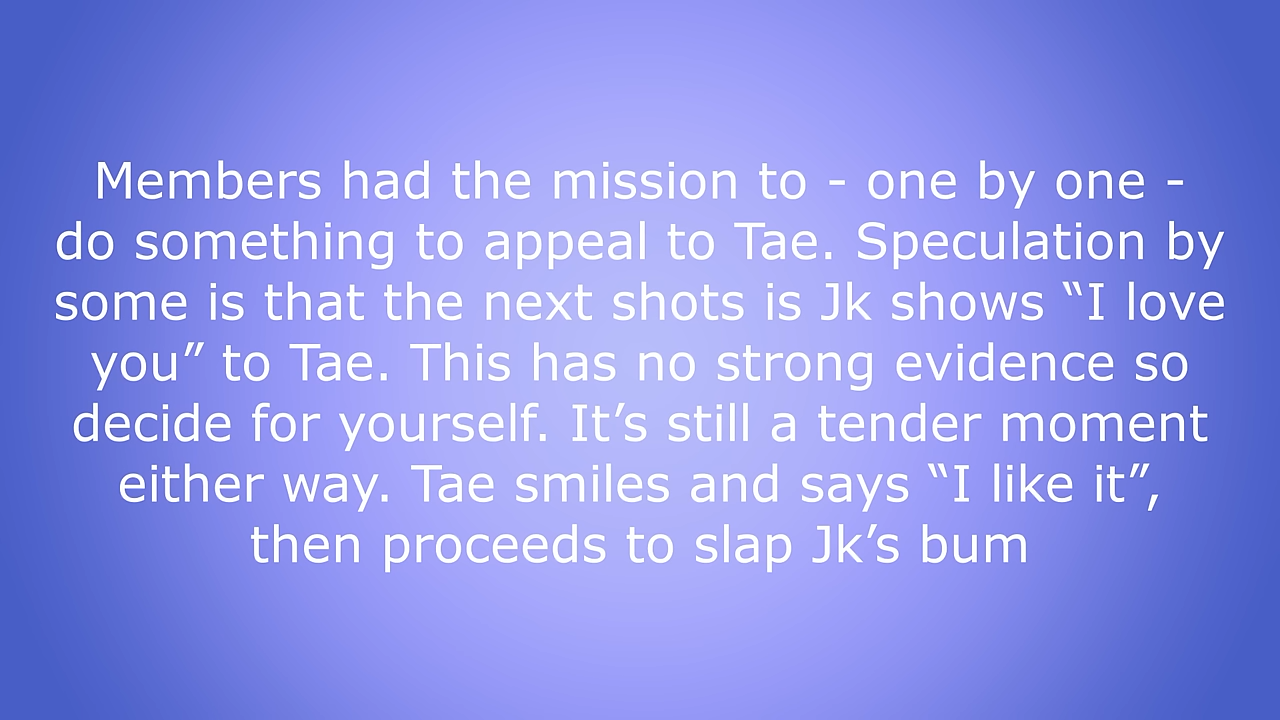 Members had the mission to - one by one -
do something to appeal to Tae. Speculation by
some is that the next shots is Jk shows “I love
you” to Tae. This has no strong evidence so
decide for yourself. It’s still a tender moment
either way. Tae smiles and says “I like it”,
then proceeds to slap Jk’s bum